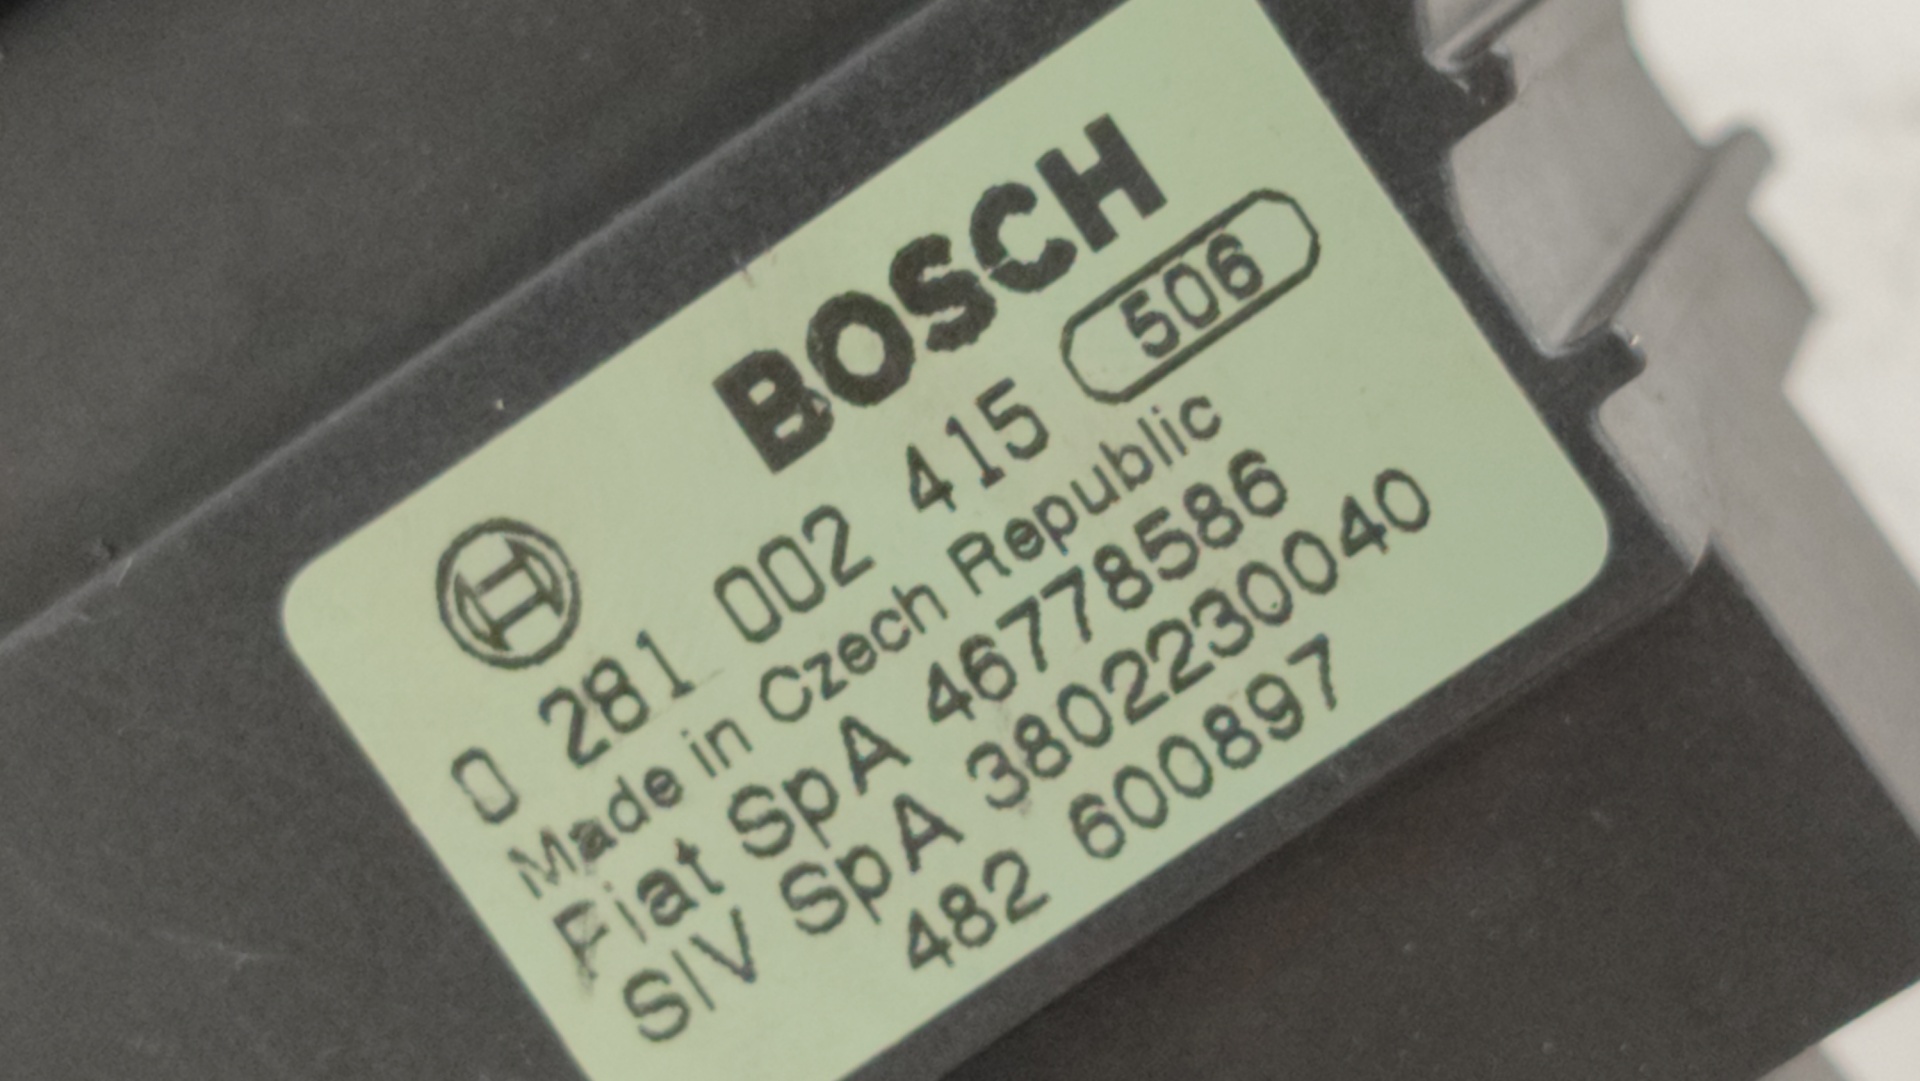 BOSCH
0 281 002 415 506
Made in Czech Republic
Fiat SpA 46778586
S/V SpA 3802230040
482 600897